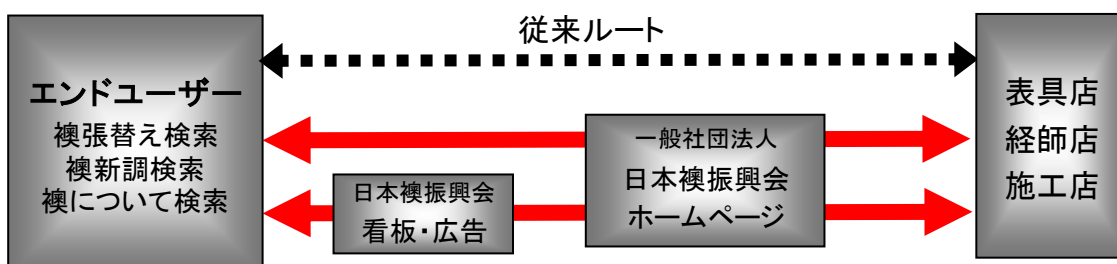 従来ルート
エンドユーザー
襖張替え検索
襖新調検索
襖について検索
日本襖振興会
看板・広告
一般社団法人
日本襖振興会
ホームページ
表具店
経師店
施工店